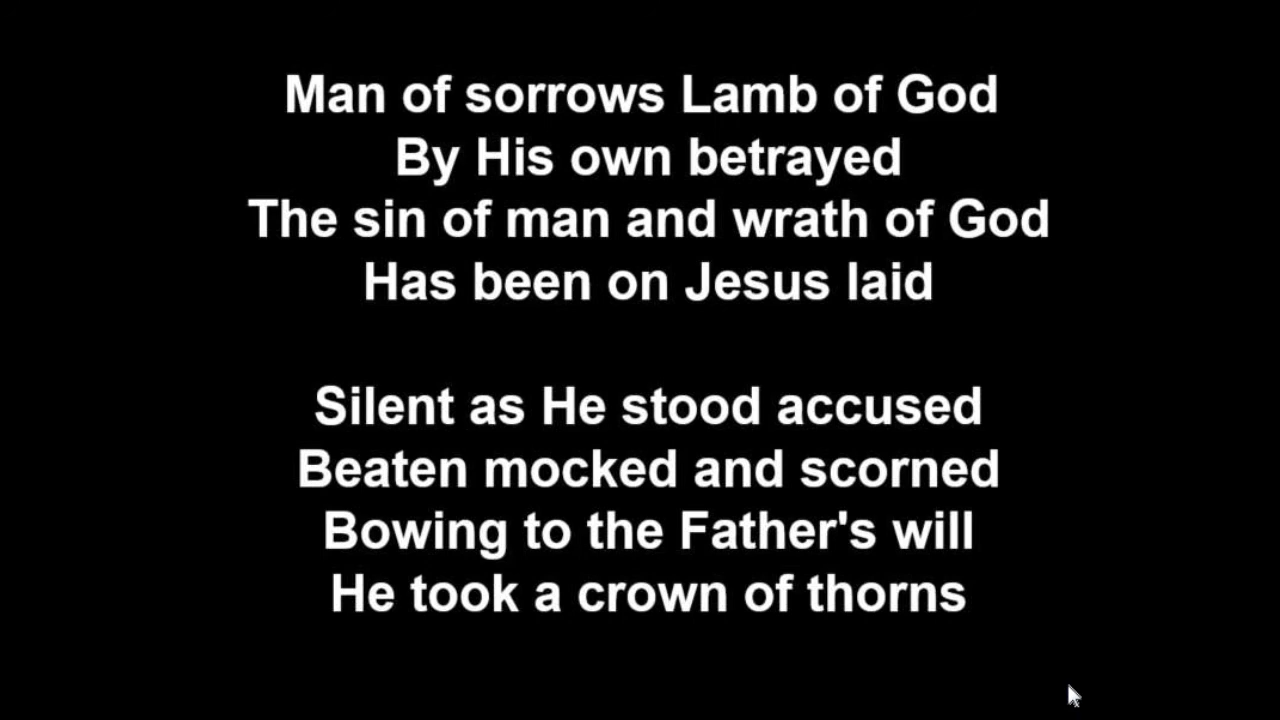 Man of sorrows Lamb of God
By His own betrayed
The sin of man and wrath of God
Has been on Jesus laid
Silent as He stood accused
Beaten mocked and scorned
Bowing to the Father's will
He took a crown of thorns